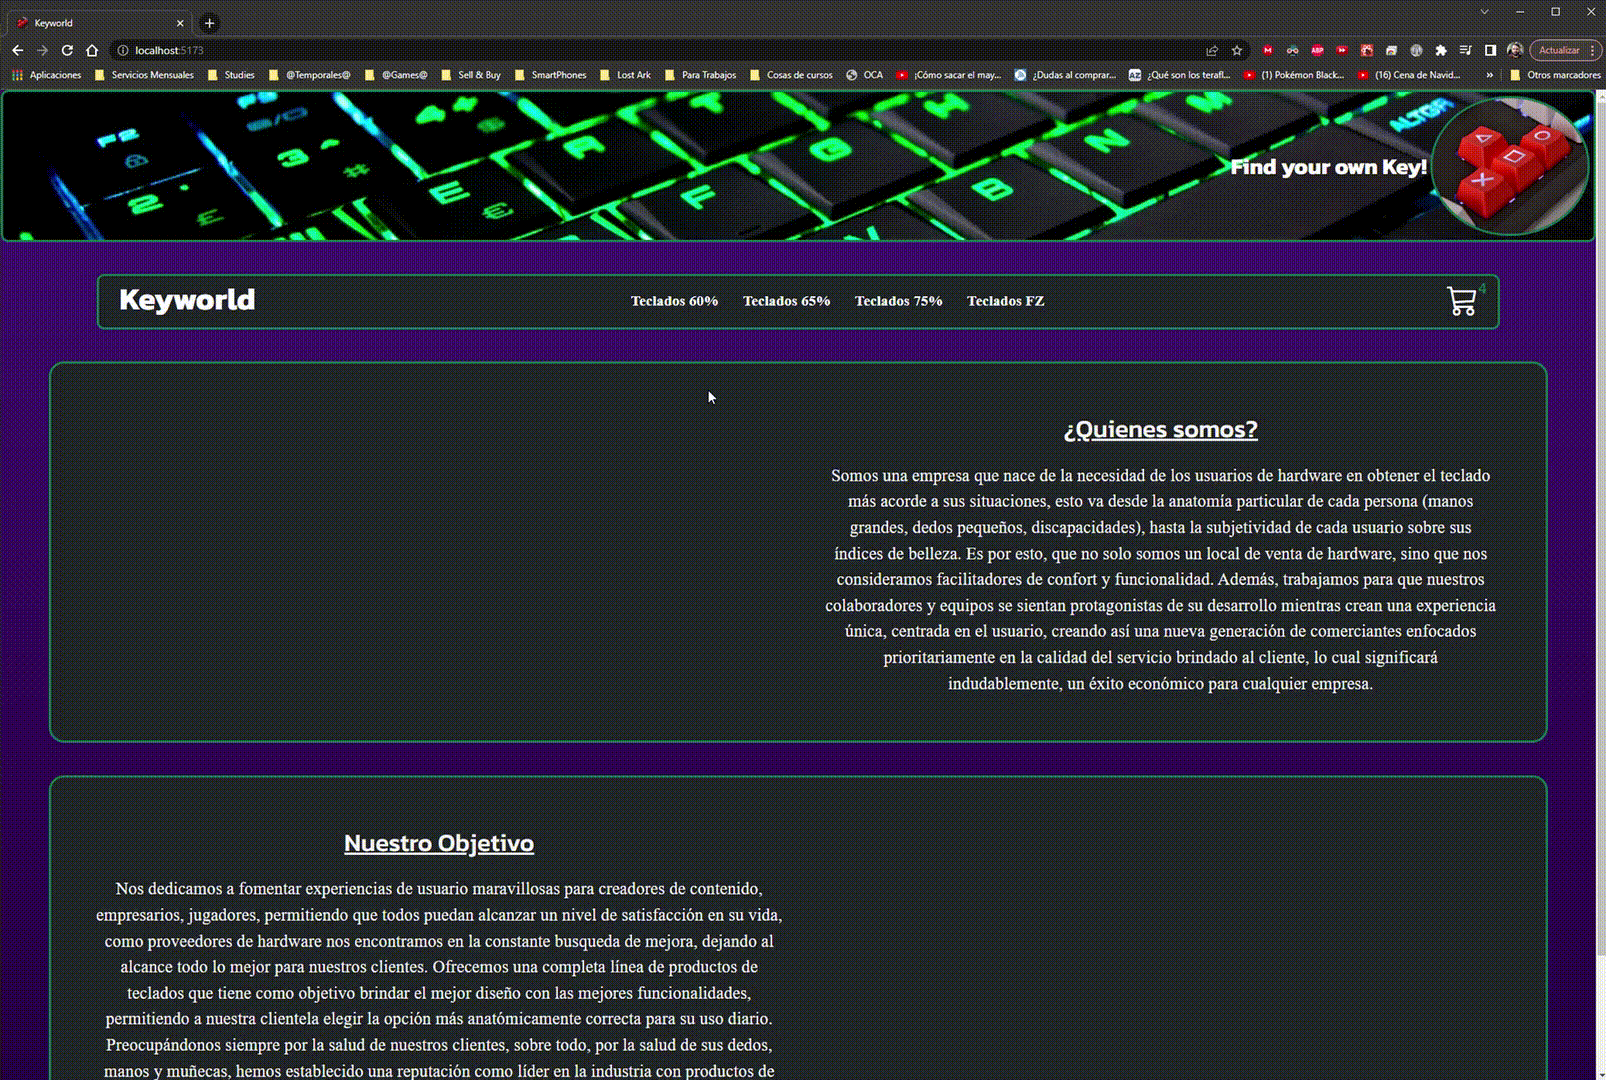 Keyworld
localhost:5173
Actualizar
Aplicaciones
Servicios Mensuales
Studies
@Temporales@
@Games@
Sell & Buy
SmartPhones
Lost Ark
Para Trabajos
Cosas de cursos
OCA
¡Cómo sacar el may...
¿Dudas al comprar...
AZ
¿Qué son los terafl...
(1) Pokémon Black...
(16) Cena de Navid...
»
Otros marcadores
F2
3
#
2
£
E
€
R
F
G
H
B
N
M
ALTGR
Find your own Key!
Keyworld
Teclados 60%
Teclados 65%
Teclados 75%
Teclados FZ
4
¿Quienes somos?
Somos una empresa que nace de la necesidad de los usuarios de hardware en obtener el teclado
más acorde a sus situaciones, esto va desde la anatomía particular de cada persona (manos
grandes, dedos pequeños, discapacidades), hasta la subjetividad de cada usuario sobre sus
índices de belleza. Es por esto, que no solo somos un local de venta de hardware, sino que nos
consideramos facilitadores de confort y funcionalidad. Además, trabajamos para que nuestros
colaboradores y equipos se sientan protagonistas de su desarrollo mientras crean una experiencia
única, centrada en el usuario, creando así una nueva generación de comerciantes enfocados
prioritariamente en la calidad del servicio brindado al cliente, lo cual significará
indudablemente, un éxito económico para cualquier empresa.
Nuestro Objetivo
Nos dedicamos a fomentar experiencias de usuario maravillosas para creadores de contenido,
empresarios, jugadores, permitiendo que todos puedan alcanzar un nivel de satisfacción en su vida,
como proveedores de hardware nos encontramos en la constante busqueda de mejora, dejando al
alcance todo lo mejor para nuestros clientes. Ofrecemos una completa línea de productos de
teclados que tiene como objetivo brindar el mejor diseño con las mejores funcionalidades,
permitiendo a nuestra clientela elegir la opción más anatómicamente correcta para su uso diario.
Preocupándonos siempre por la salud de nuestros clientes, sobre todo, por la salud de sus dedos,
manos y muñecas, hemos establecido una reputación como líder en la industria con productos de